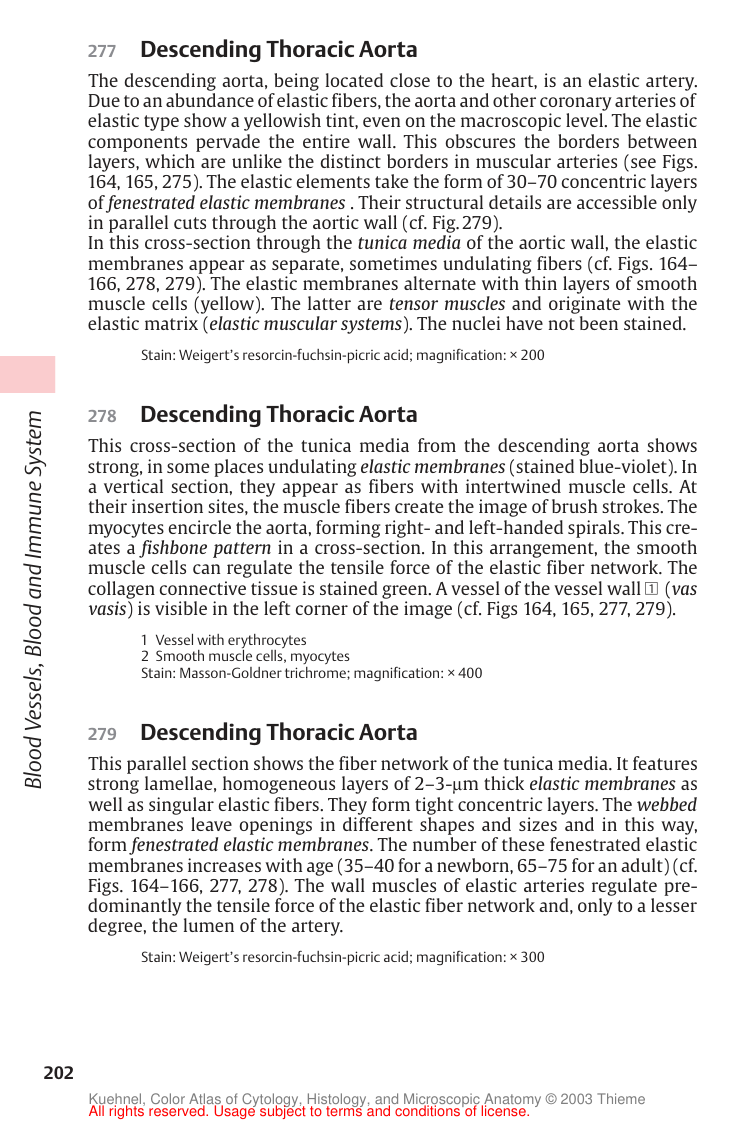 277 Descending Thoracic Aorta
The descending aorta, being located close to the heart, is an elastic artery.
Due to an abundance of elastic fibers, the aorta and other coronary arteries of
elastic type show a yellowish tint, even on the macroscopic level. The elastic
components pervade the entire wall. This obscures the borders between
layers, which are unlike the distinct borders in muscular arteries (see Figs.
164, 165, 275). The elastic elements take the form of 30–70 concentric layers
of fenestrated elastic membranes . Their structural details are accessible only
in parallel cuts through the aortic wall (cf. Fig. 279).
In this cross-section through the tunica media of the aortic wall, the elastic
membranes appear as separate, sometimes undulating fibers (cf. Figs. 164–
166, 278, 279). The elastic membranes alternate with thin layers of smooth
muscle cells (yellow). The latter are tensor muscles and originate with the
elastic matrix (elastic muscular systems). The nuclei have not been stained.
Stain: Weigert's resorcin-fuchsin-picric acid; magnification: × 200
278 Descending Thoracic Aorta
This cross-section of the tunica media from the descending aorta shows
strong, in some places undulating elastic membranes (stained blue-violet). In
a vertical section, they appear as fibers with intertwined muscle cells. At
their insertion sites, the muscle fibers create the image of brush strokes. The
myocytes encircle the aorta, forming right- and left-handed spirals. This cre-
ates a fishbone pattern in a cross-section. In this arrangement, the smooth
muscle cells can regulate the tensile force of the elastic fiber network. The
collagen connective tissue is stained green. A vessel of the vessel wall 1 (vas
vasis) is visible in the left corner of the image (cf. Figs 164, 165, 277, 279).
1 Vessel with erythrocytes
2 Smooth muscle cells, myocytes
Stain: Masson-Goldner trichrome; magnification: × 400
279 Descending Thoracic Aorta
This parallel section shows the fiber network of the tunica media. It features
strong lamellae, homogeneous layers of 2–3-μm thick elastic membranes as
well as singular elastic fibers. They form tight concentric layers. The webbed
membranes leave openings in different shapes and sizes and in this way,
form fenestrated elastic membranes. The number of these fenestrated elastic
membranes increases with age (35–40 for a newborn, 65–75 for an adult) (cf.
Figs. 164–166, 277, 278). The wall muscles of elastic arteries regulate pre-
dominantly the tensile force of the elastic fiber network and, only to a lesser
degree, the lumen of the artery.
Stain: Weigert's resorcin-fuchsin-picric acid; magnification: × 300
Blood Vessels, Blood and Immune System
202
Kuehnel, Color Atlas of Cytology, Histology, and Microscopic Anatomy © 2003 Thieme
All rights reserved. Usage subject to terms and conditions of license.